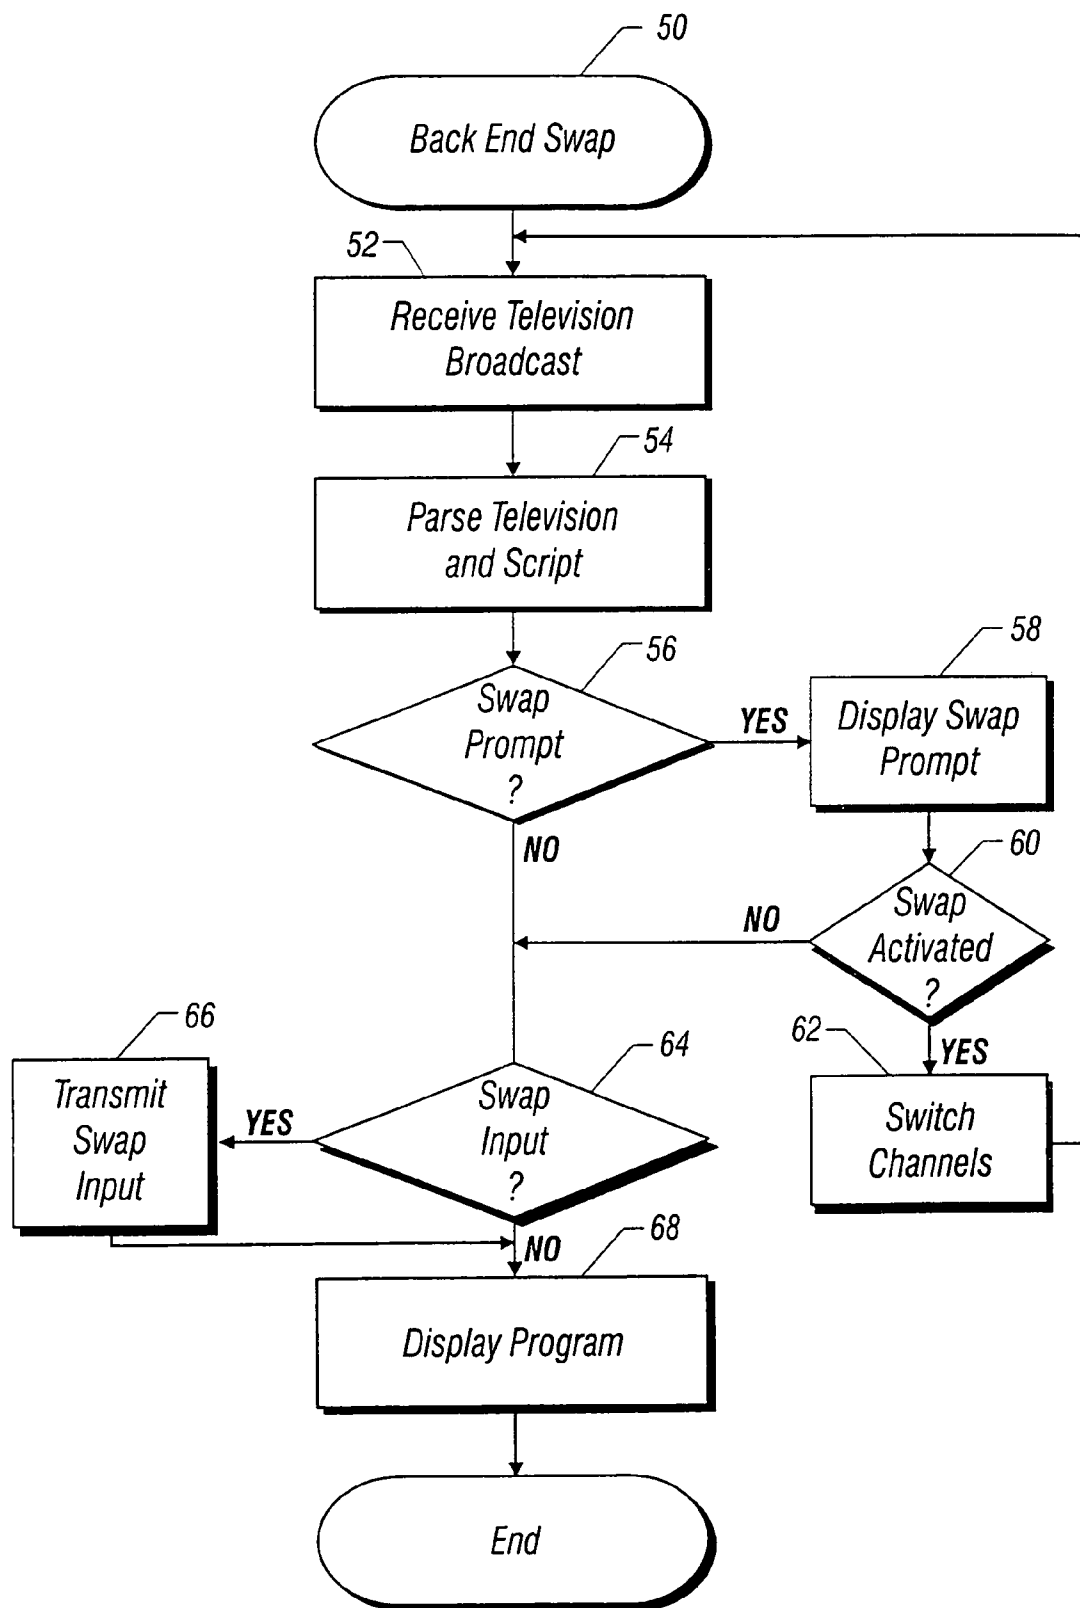 50
Back End Swap
52
Receive Television
Broadcast
54
Parse Television
and Script
56
Swap
Prompt
?
YES
58
Display Swap
Prompt
NO
60
Swap
Activated
?
NO
YES
62
Switch
Channels
64
Swap
Input
?
YES
66
Transmit
Swap
Input
NO
68
Display Program
End